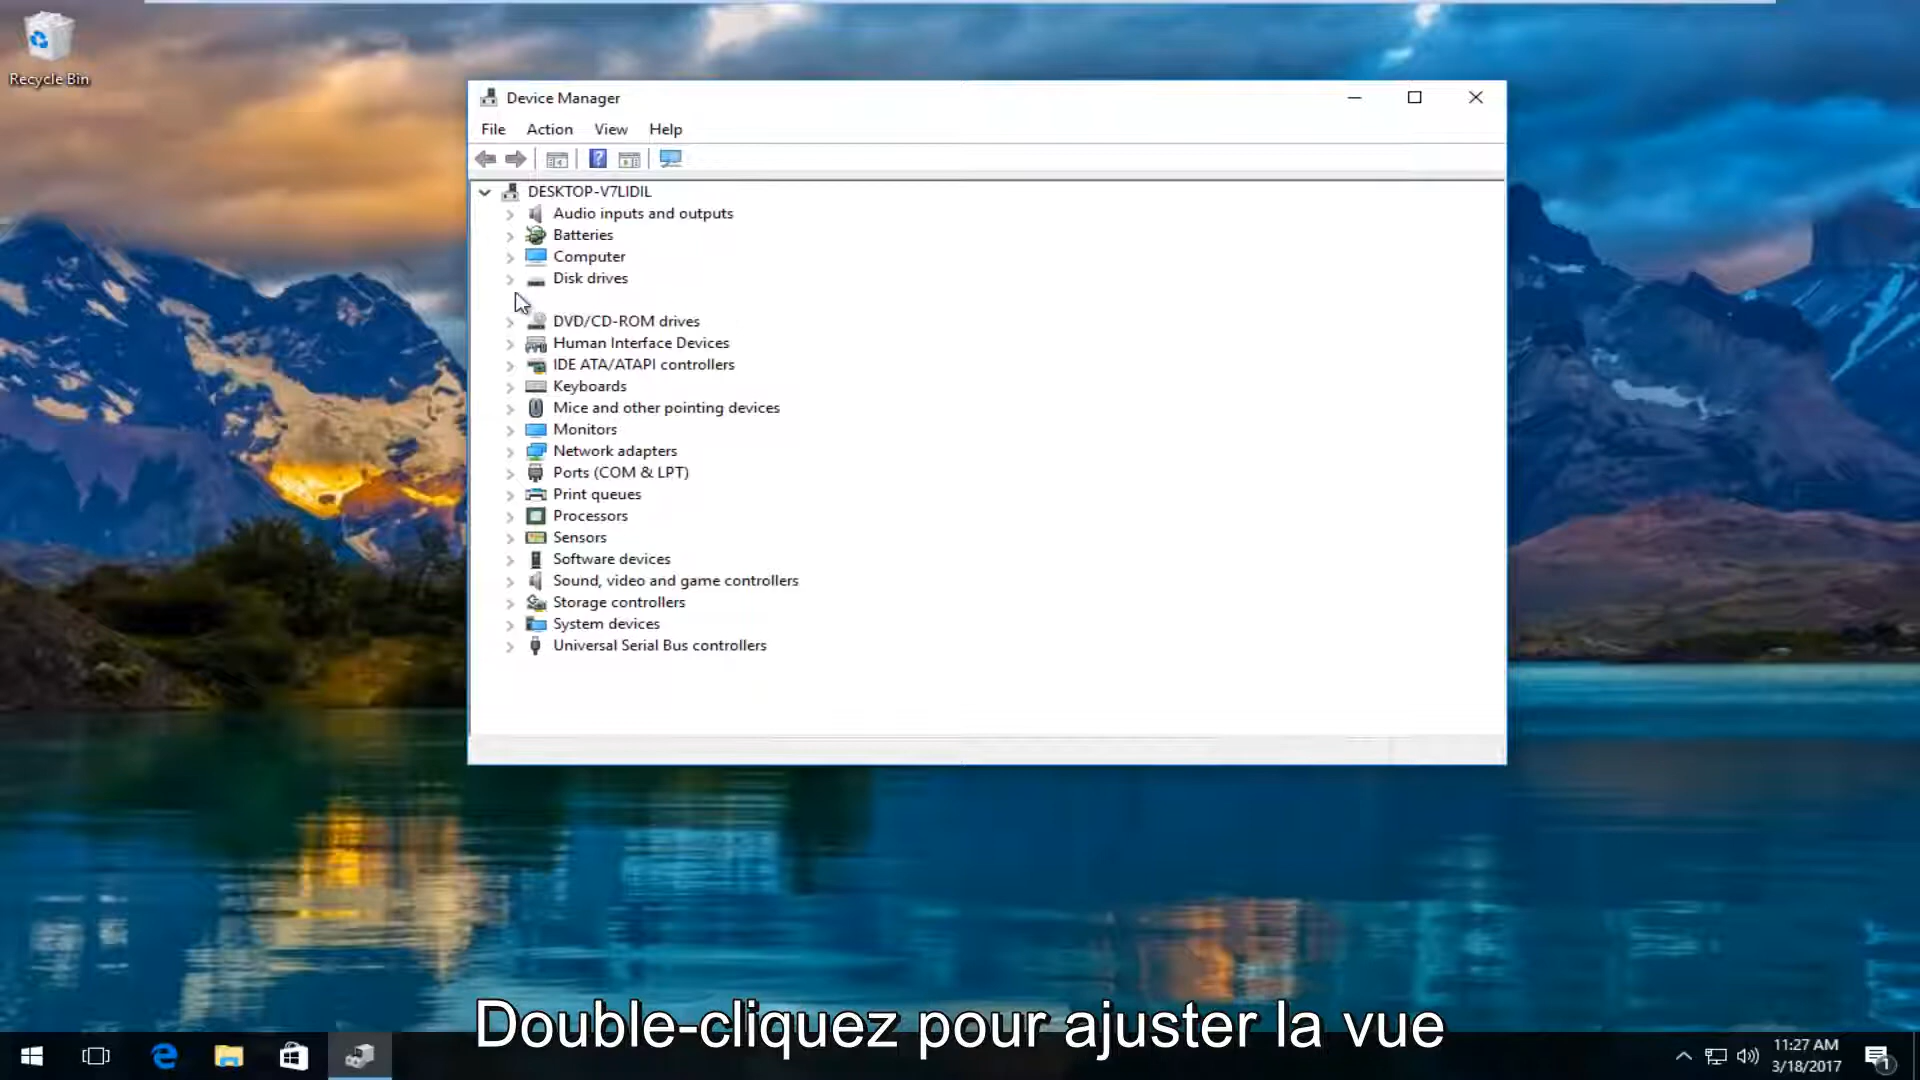 Recycle Bin
Device Manager
File Action View Help
DESKTOP-V7LIDIL
Audio inputs and outputs
Batteries
Computer
Disk drives
DVD/CD-ROM drives
Human Interface Devices
IDE ATA/ATAPI controllers
Keyboards
Mice and other pointing devices
Monitors
Network adapters
Ports (COM & LPT)
Print queues
Processors
Sensors
Software devices
Sound, video and game controllers
Storage controllers
System devices
Universal Serial Bus controllers
Double-cliquez pour ajuster la vue
11:27 AM
3/18/2017
1